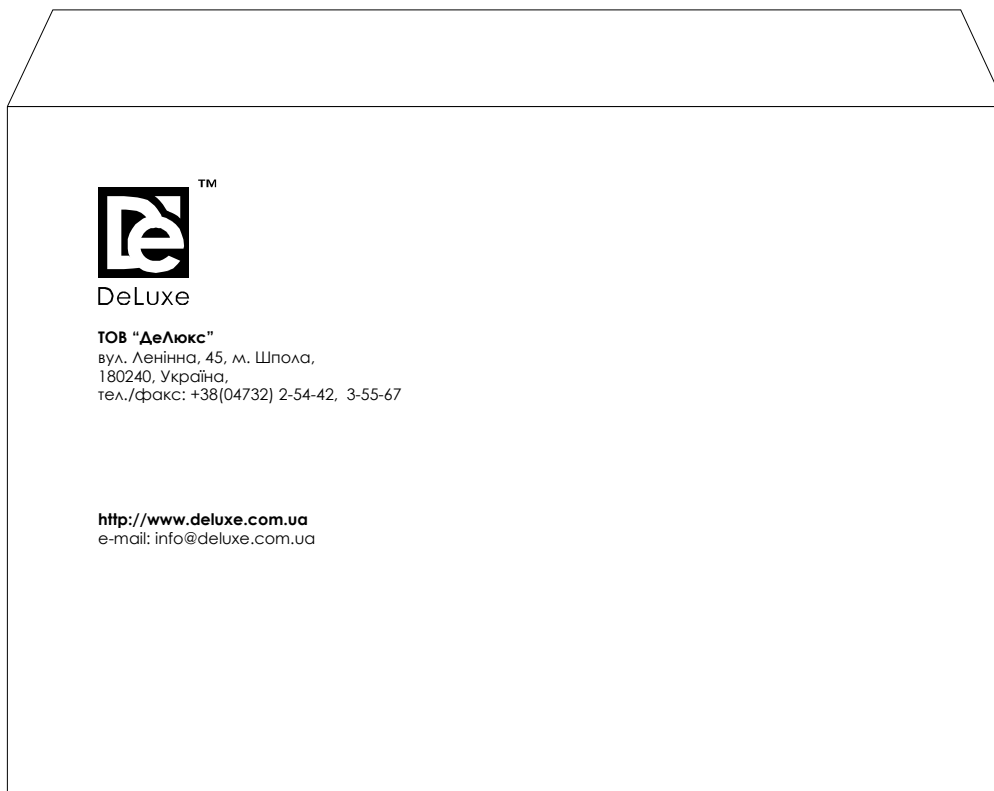 De
TM
DeLuxe
ТОВ “ДеЛюкс”
вул. Ленінна, 45, м. Шпола,
180240, Україна,
тел./факс: +38(04732) 2-54-42, 3-55-67
http://www.deluxe.com.ua
e-mail: info@deluxe.com.ua